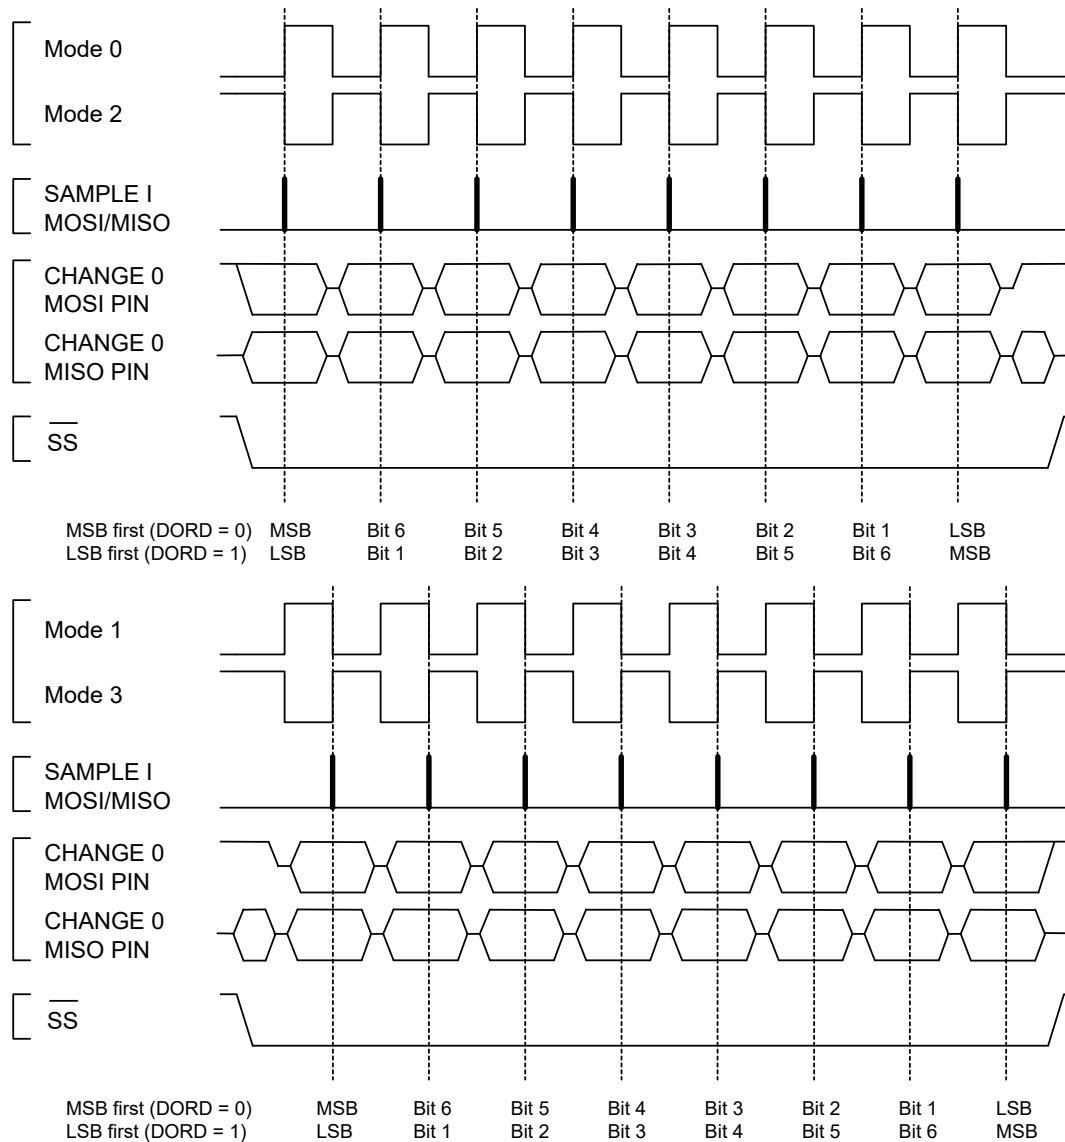 Mode 0
Mode 2
SAMPLE I
MOSI/MISO
CHANGE 0
MOSI PIN
CHANGE 0
MISO PIN
SS
MSB first (DORD = 0) MSB Bit 6 Bit 5 Bit 4 Bit 3 Bit 2 Bit 1 LSB
LSB first (DORD = 1) LSB Bit 1 Bit 2 Bit 3 Bit 4 Bit 5 Bit 6 MSB
Mode 1
Mode 3
SAMPLE I
MOSI/MISO
CHANGE 0
MOSI PIN
CHANGE 0
MISO PIN
SS
MSB first (DORD = 0) MSB Bit 6 Bit 5 Bit 4 Bit 3 Bit 2 Bit 1 LSB
LSB first (DORD = 1) LSB Bit 1 Bit 2 Bit 3 Bit 4 Bit 5 Bit 6 MSB